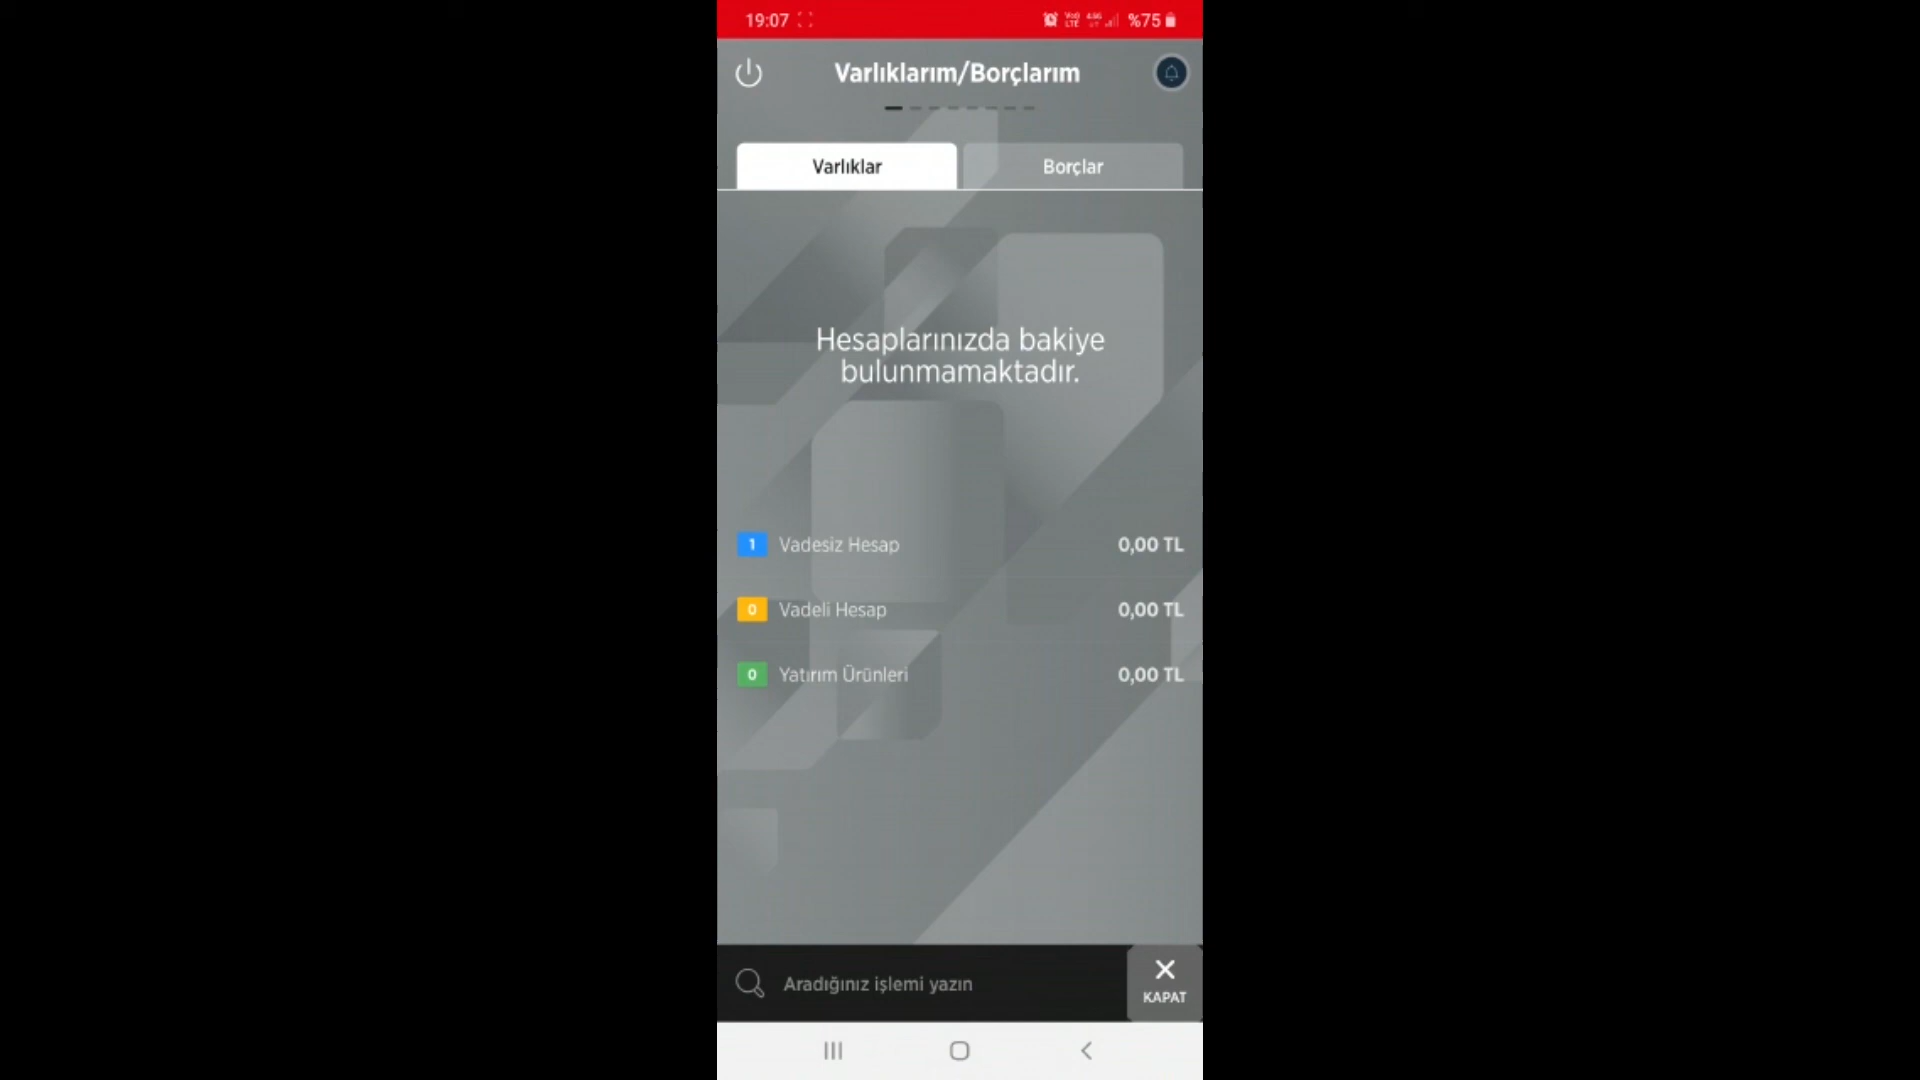 19:07 %75
Varlıklarım/Borçlarım
Varlıklar Borçlar
Hesaplarınızda bakiye
bulunmamaktadır.
1 Vadesiz Hesap 0,00 TL
0 Vadeli Hesap 0,00 TL
0 Yatırım Ürünleri 0,00 TL
Aradığınız işlemi yazın
KAPAT